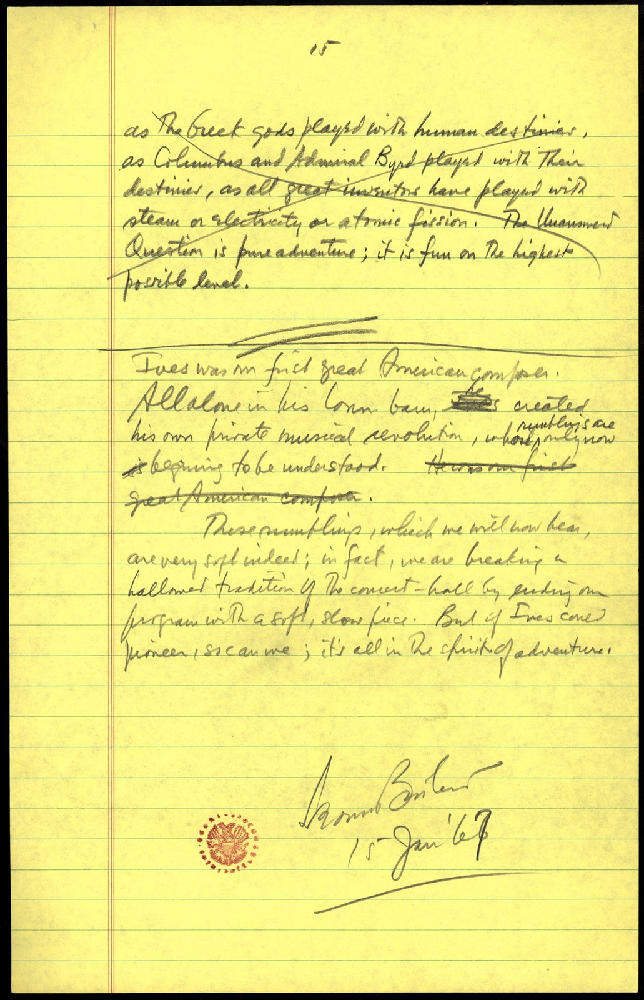 15
as the Greek gods played with human destinies,
as Columbus and Admiral Byrd played with their
destinies, as all great inventors have played with
steam or electricity or atomic fission. The Unanswered
Question is pure adventure; it is fun on the highest
possible level.
Ives was our first great American composer.
All alone in his Conn. barn, Ives he created
his own private musical revolution, whose rumblings are only now
is beginning to be understood. He was our first
great American composer.
These rumblings, which we will now hear,
are very soft indeed; in fact, we are breaking a
hallowed tradition of the concert-hall by ending our
program with a soft, slow piece. But if Ives could
pioneer, so can we; it's all in the spirit of adventure.
Leonard Bernstein
15 Jan '67